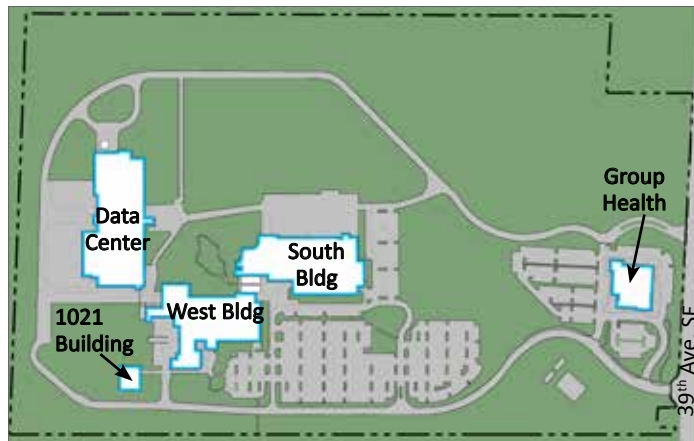 Group
Health
Data
Center
South
Bldg
West Bldg
1021
Building
39th Ave SE